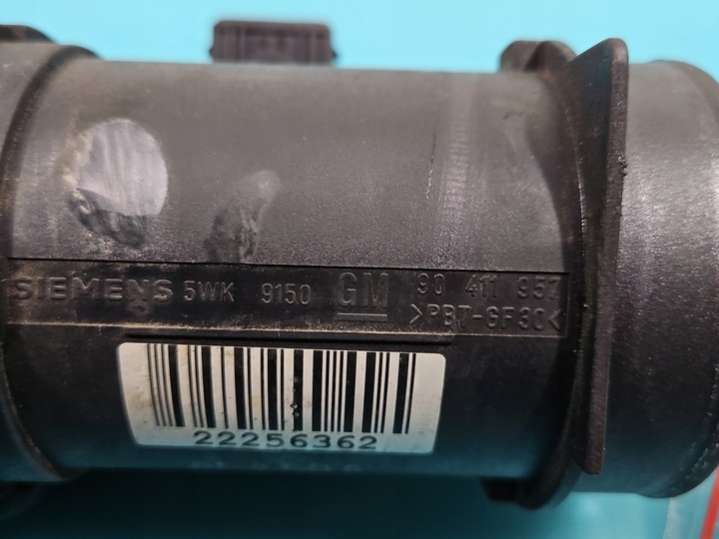 SIEMENS 5WK 9150 GM 90 411 957
>PBT-GF30<
22256362